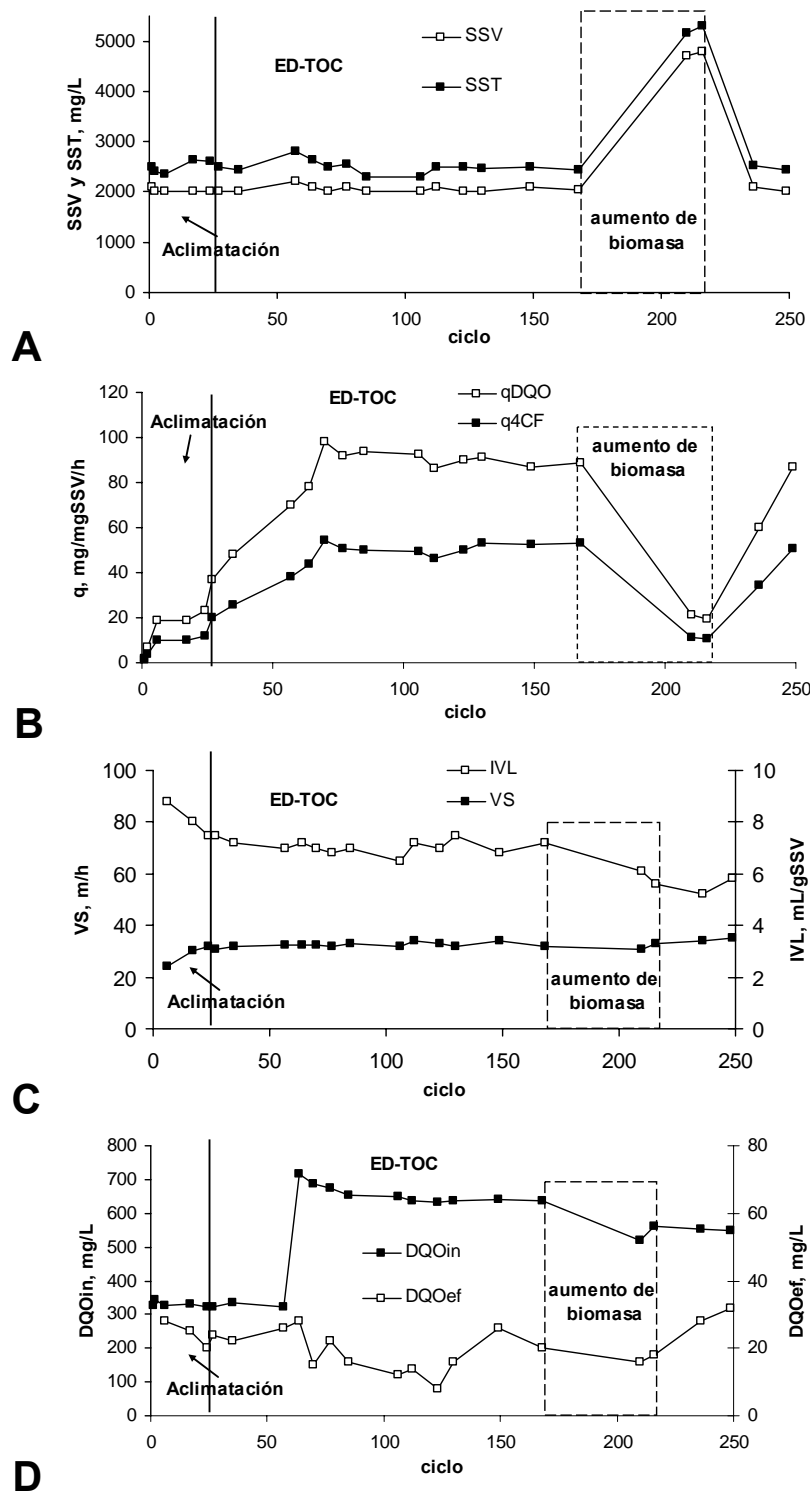 5000
4000
3000
2000
1000
0
SSV y SST, mg/L
ED-TOC
SSV
SST
Aclimatación
aumento de
biomasa
0 50 100 150 200 250
ciclo
A
120
100
80
60
40
20
0
q, mg/mgSSV/h
Aclimatación
ED-TOC
qDQO
q4CF
aumento de
biomasa
0 50 100 150 200 250
ciclo
B
100
80
60
40
20
0
VS, m/h
ED-TOC
IVL
VS
10
8
6
4
2
0
IVL, mL/gSSV
Aclimatación
aumento de
biomasa
0 50 100 150 200 250
ciclo
C
800
700
600
500
400
300
200
100
0
DQOin, mg/L
ED-TOC
DQOin
DQOef
80
60
40
20
0
DQOef, mg/L
aumento de
biomasa
Aclimatación
0 50 100 150 200 250
ciclo
D